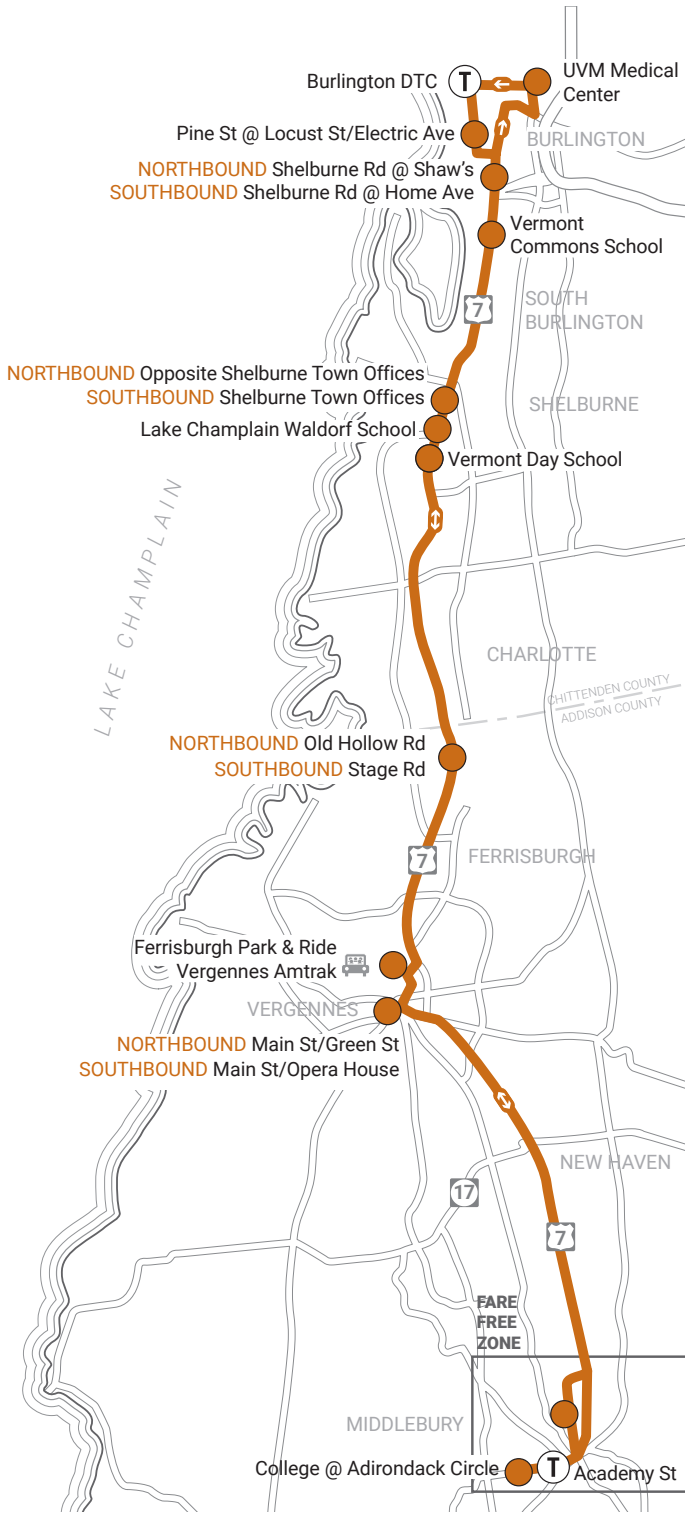 Burlington DTC
T
UVM Medical
Center
Pine St @ Locust St/Electric Ave
BURLINGTON
NORTHBOUND Shelburne Rd @ Shaw's
SOUTHBOUND Shelburne Rd @ Home Ave
Vermont
Commons School
SOUTH
BURLINGTON
7
NORTHBOUND Opposite Shelburne Town Offices
SOUTHBOUND Shelburne Town Offices
SHELBURNE
Lake Champlain Waldorf School
Vermont Day School
LAKE CHAMPLAIN
CHARLOTTE
CHITTENDEN COUNTY
ADDISON COUNTY
NORTHBOUND Old Hollow Rd
SOUTHBOUND Stage Rd
7
FERRISBURGH
Ferrisburgh Park & Ride
Vergennes Amtrak
VERGENNES
NORTHBOUND Main St/Green St
SOUTHBOUND Main St/Opera House
NEW HAVEN
17
7
FARE
FREE
ZONE
MIDDLEBURY
College @ Adirondack Circle
T
Academy St